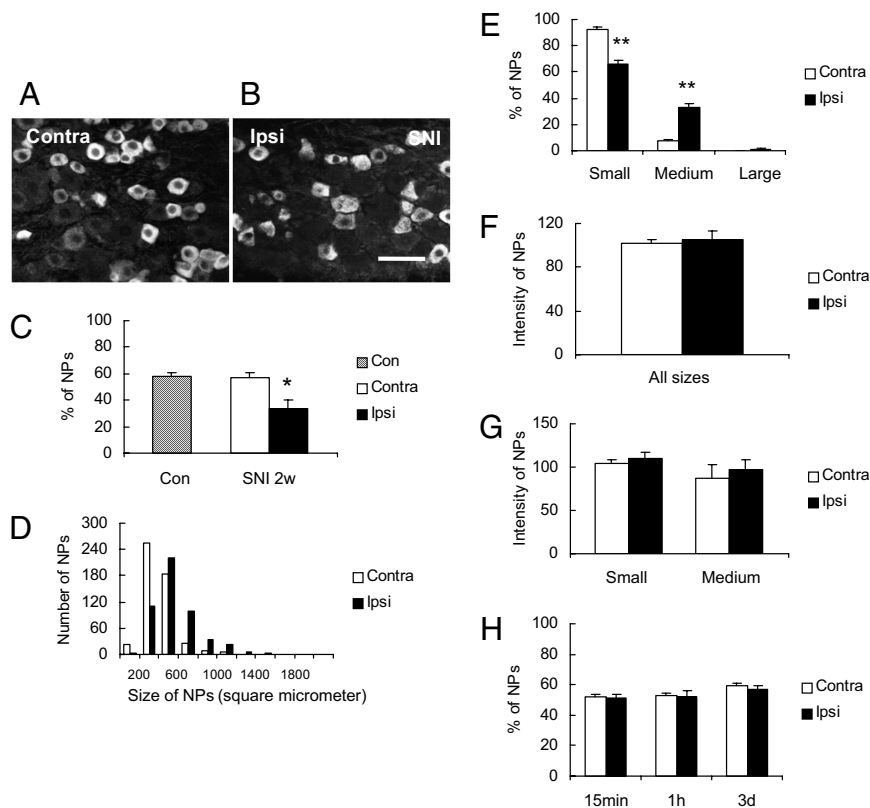 A
B
Contra
Ipsi
SNI
C
% of NPs
100
80
60
40
20
0
*
Con
SNI 2w
Con
Contra
Ipsi
D
Number of NPs
300
240
180
120
60
0
200 600 1000 1400 1800
Size of NPs (square micrometer)
Contra
Ipsi
E
% of NPs
100
80
60
40
20
0
**
**
Small Medium Large
Contra
Ipsi
F
Intensity of NPs
120
80
40
0
All sizes
Contra
Ipsi
G
Intensity of NPs
150
100
50
0
Small Medium
Contra
Ipsi
H
% of NPs
100
80
60
40
20
0
15min 1h 3d
Contra
Ipsi